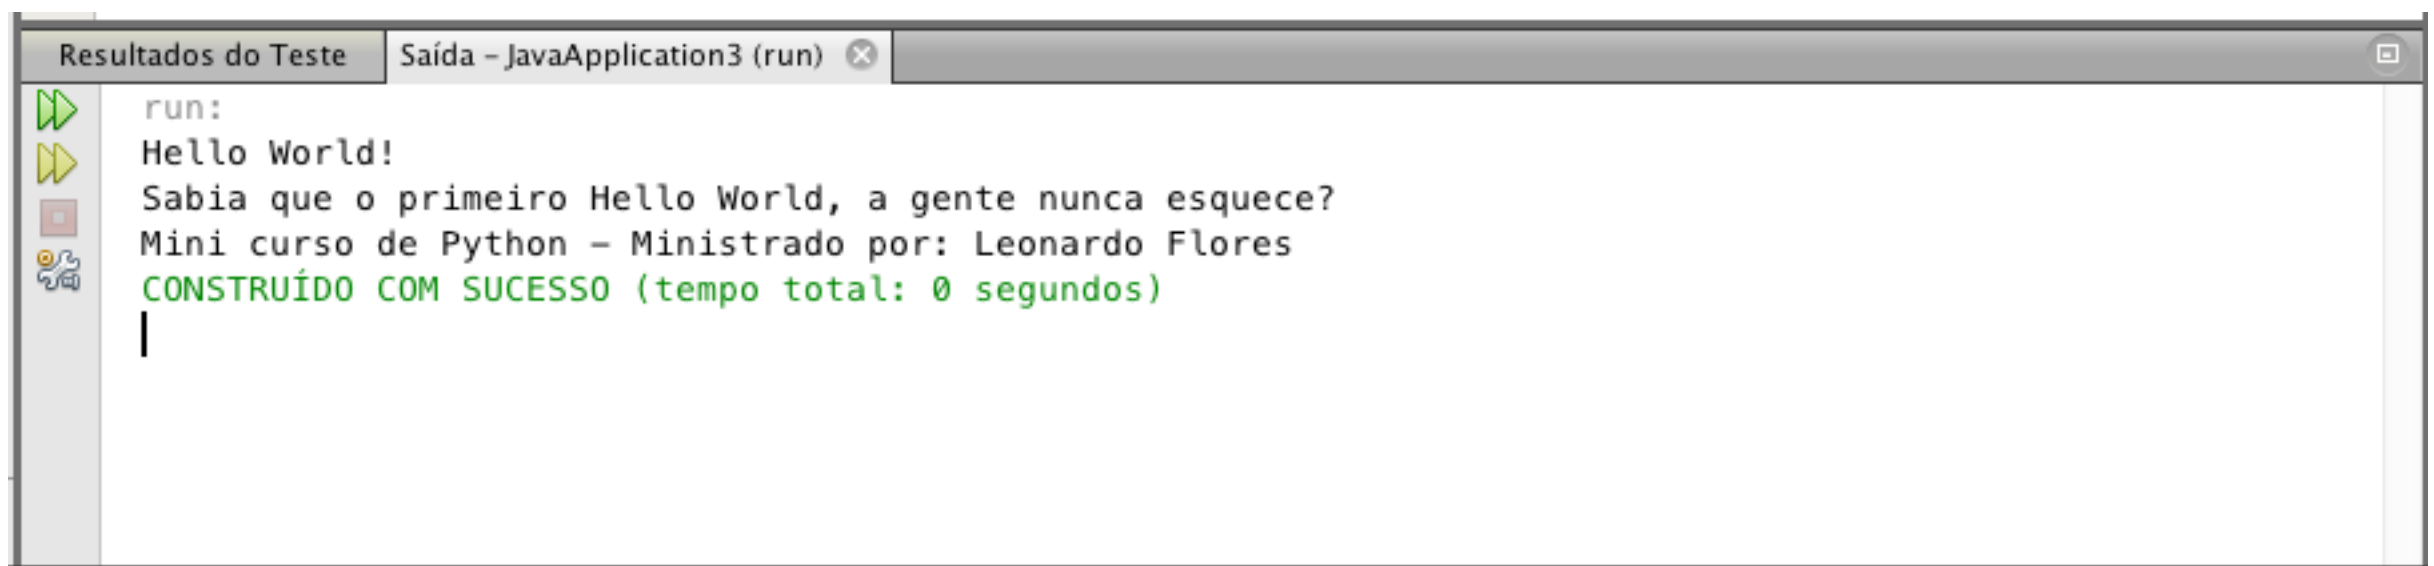 Resultados do Teste
Saída – JavaApplication3 (run)
run:
Hello World!
Sabia que o primeiro Hello World, a gente nunca esquece?
Mini curso de Python – Ministrado por: Leonardo Flores
CONSTRUÍDO COM SUCESSO (tempo total: 0 segundos)